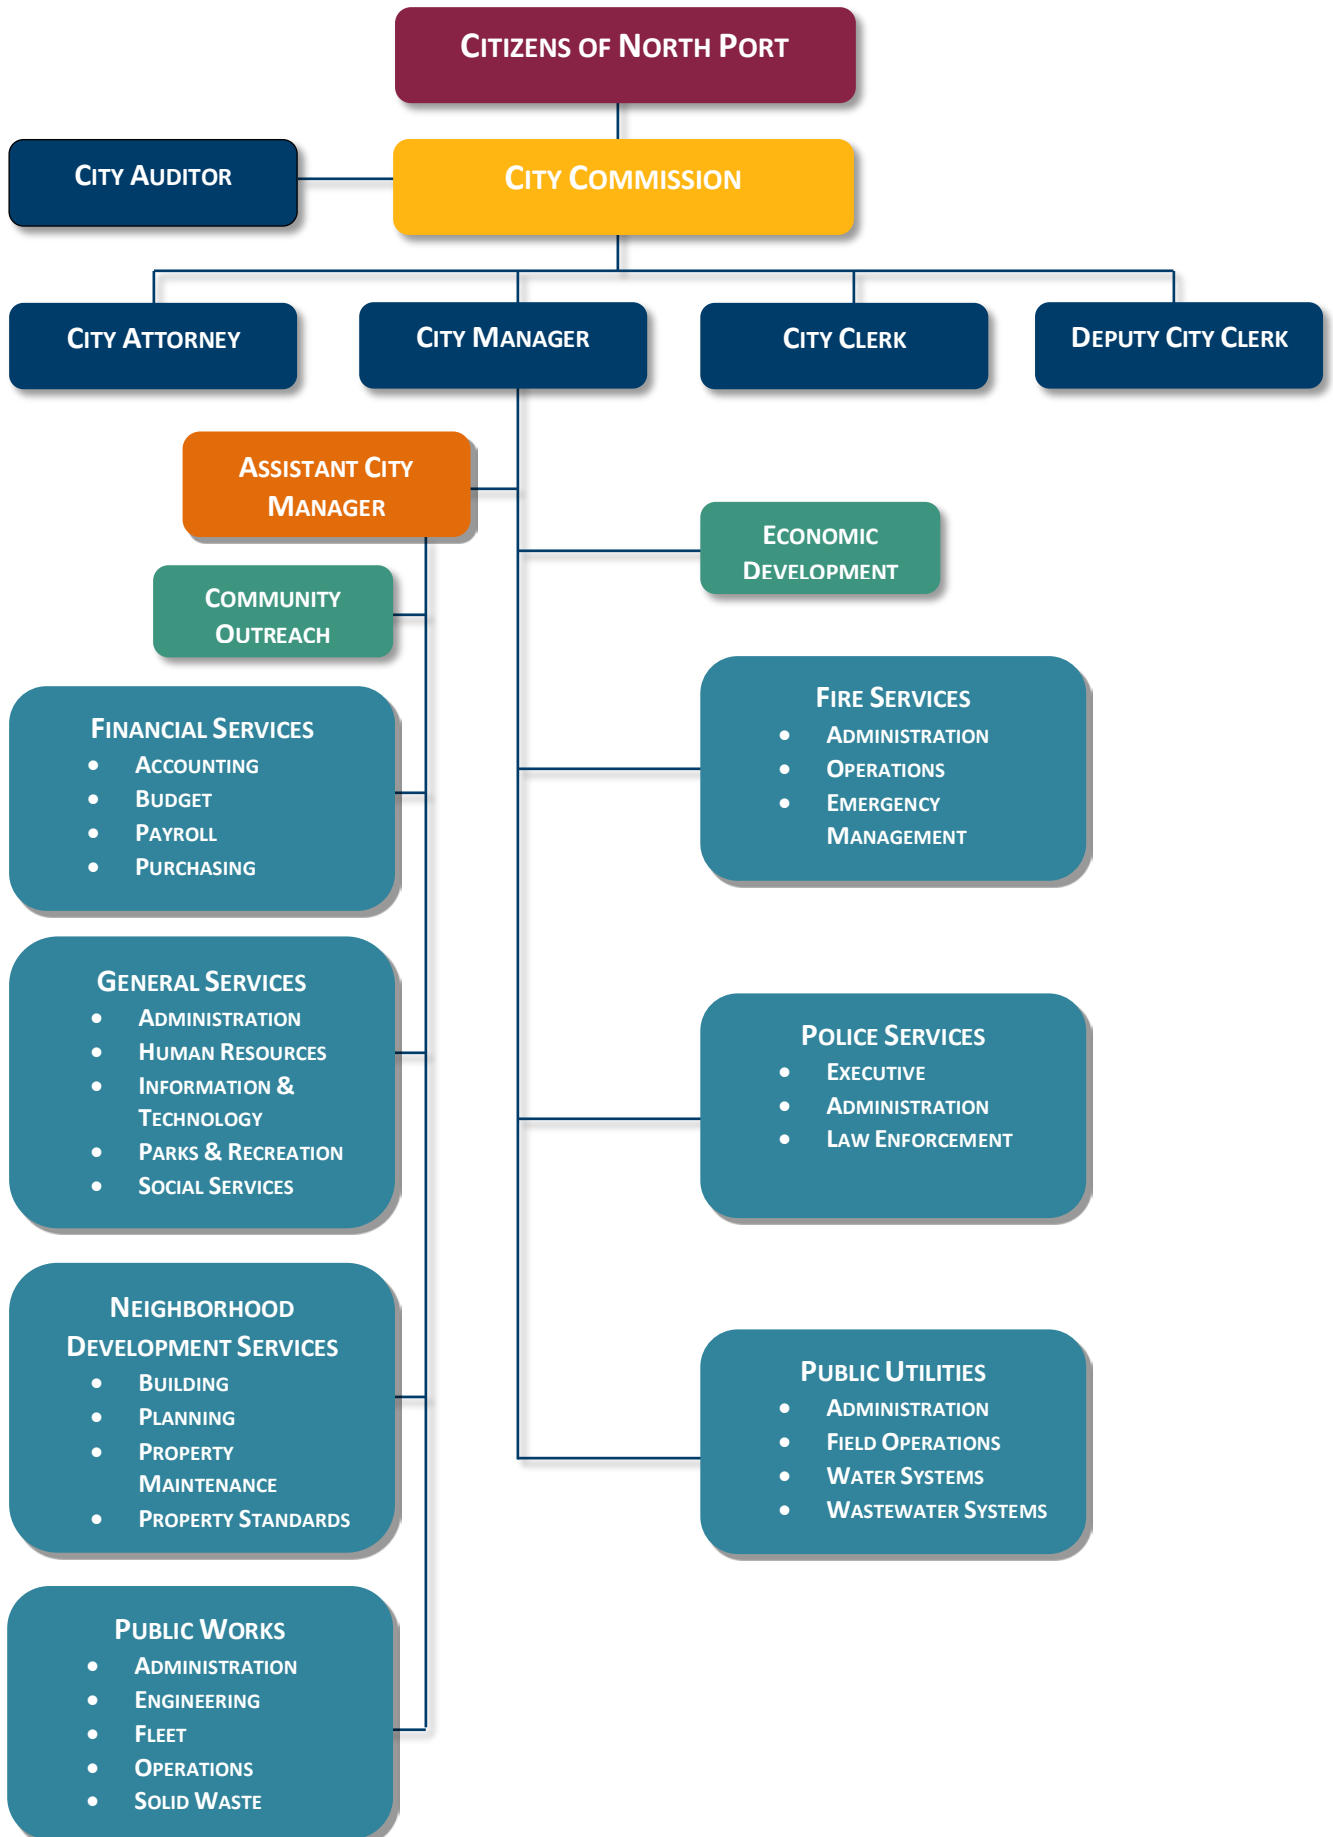 CITIZENS OF NORTH PORT
CITY AUDITOR
CITY COMMISSION
CITY ATTORNEY
CITY MANAGER
CITY CLERK
DEPUTY CITY CLERK
ASSISTANT CITY
MANAGER
ECONOMIC
DEVELOPMENT
COMMUNITY
OUTREACH
FINANCIAL SERVICES
• ACCOUNTING
• BUDGET
• PAYROLL
• PURCHASING
FIRE SERVICES
• ADMINISTRATION
• OPERATIONS
• EMERGENCY
MANAGEMENT
GENERAL SERVICES
• ADMINISTRATION
• HUMAN RESOURCES
• INFORMATION &
TECHNOLOGY
• PARKS & RECREATION
• SOCIAL SERVICES
POLICE SERVICES
• EXECUTIVE
• ADMINISTRATION
• LAW ENFORCEMENT
NEIGHBORHOOD
DEVELOPMENT SERVICES
• BUILDING
• PLANNING
• PROPERTY
MAINTENANCE
• PROPERTY STANDARDS
PUBLIC UTILITIES
• ADMINISTRATION
• FIELD OPERATIONS
• WATER SYSTEMS
• WASTEWATER SYSTEMS
PUBLIC WORKS
• ADMINISTRATION
• ENGINEERING
• FLEET
• OPERATIONS
• SOLID WASTE